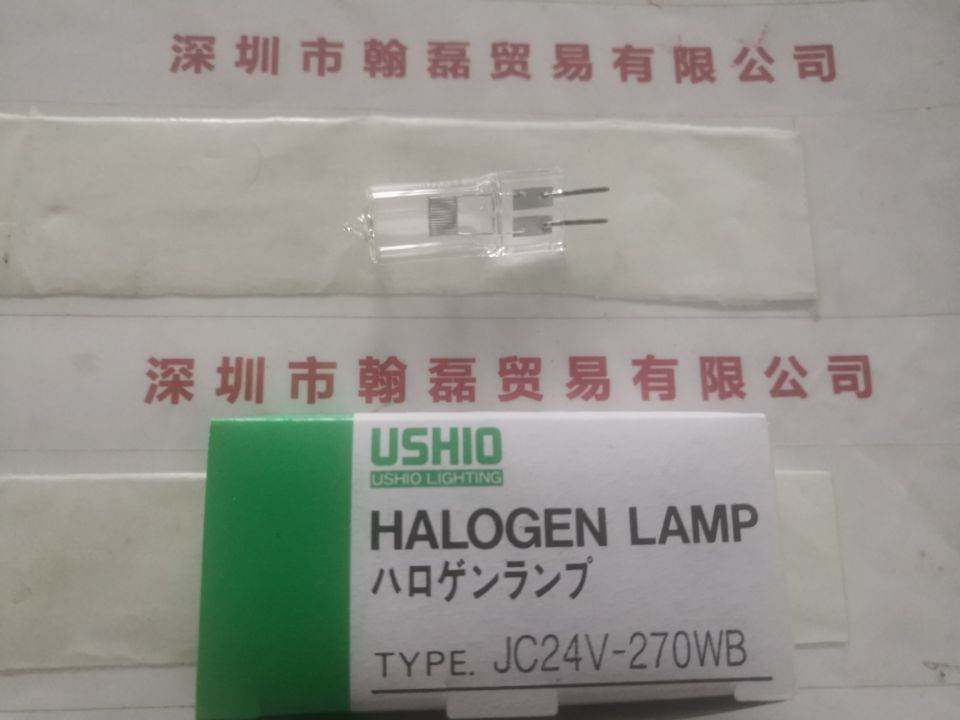 深圳市翰磊贸易有限公司
深圳市翰磊贸易有限公司
USHIO
USHIO LIGHTING
HALOGEN LAMP
ハロゲンランプ
TYPE. JC24V-270WB